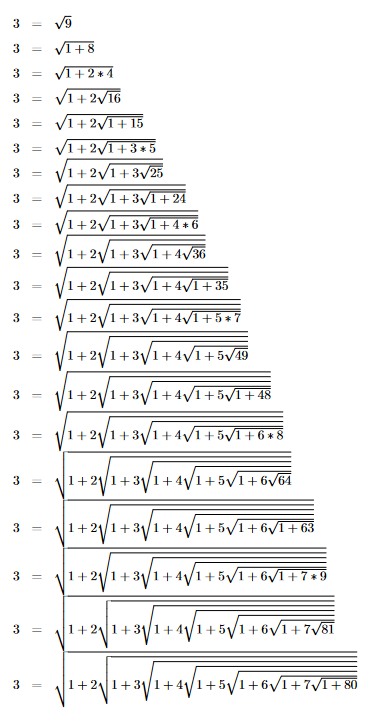 3 = √9
3 = √(1 + 8)
3 = √(1 + 2 * 4)
3 = √(1 + 2√16)
3 = √(1 + 2√(1 + 15))
3 = √(1 + 2√(1 + 3 * 5))
3 = √(1 + 2√(1 + 3√25))
3 = √(1 + 2√(1 + 3√(1 + 24)))
3 = √(1 + 2√(1 + 3√(1 + 4 * 6)))
3 = √(1 + 2√(1 + 3√(1 + 4√36)))
3 = √(1 + 2√(1 + 3√(1 + 4√(1 + 35))))
3 = √(1 + 2√(1 + 3√(1 + 4√(1 + 5 * 7))))
3 = √(1 + 2√(1 + 3√(1 + 4√(1 + 5√49))))
3 = √(1 + 2√(1 + 3√(1 + 4√(1 + 5√(1 + 48)))))
3 = √(1 + 2√(1 + 3√(1 + 4√(1 + 5√(1 + 6 * 8)))))
3 = √(1 + 2√(1 + 3√(1 + 4√(1 + 5√(1 + 6√64)))))
3 = √(1 + 2√(1 + 3√(1 + 4√(1 + 5√(1 + 6√(1 + 63))))))
3 = √(1 + 2√(1 + 3√(1 + 4√(1 + 5√(1 + 6√(1 + 7 * 9))))))
3 = √(1 + 2√(1 + 3√(1 + 4√(1 + 5√(1 + 6√(1 + 7√81))))))
3 = √(1 + 2√(1 + 3√(1 + 4√(1 + 5√(1 + 6√(1 + 7√(1 + 80)))))))